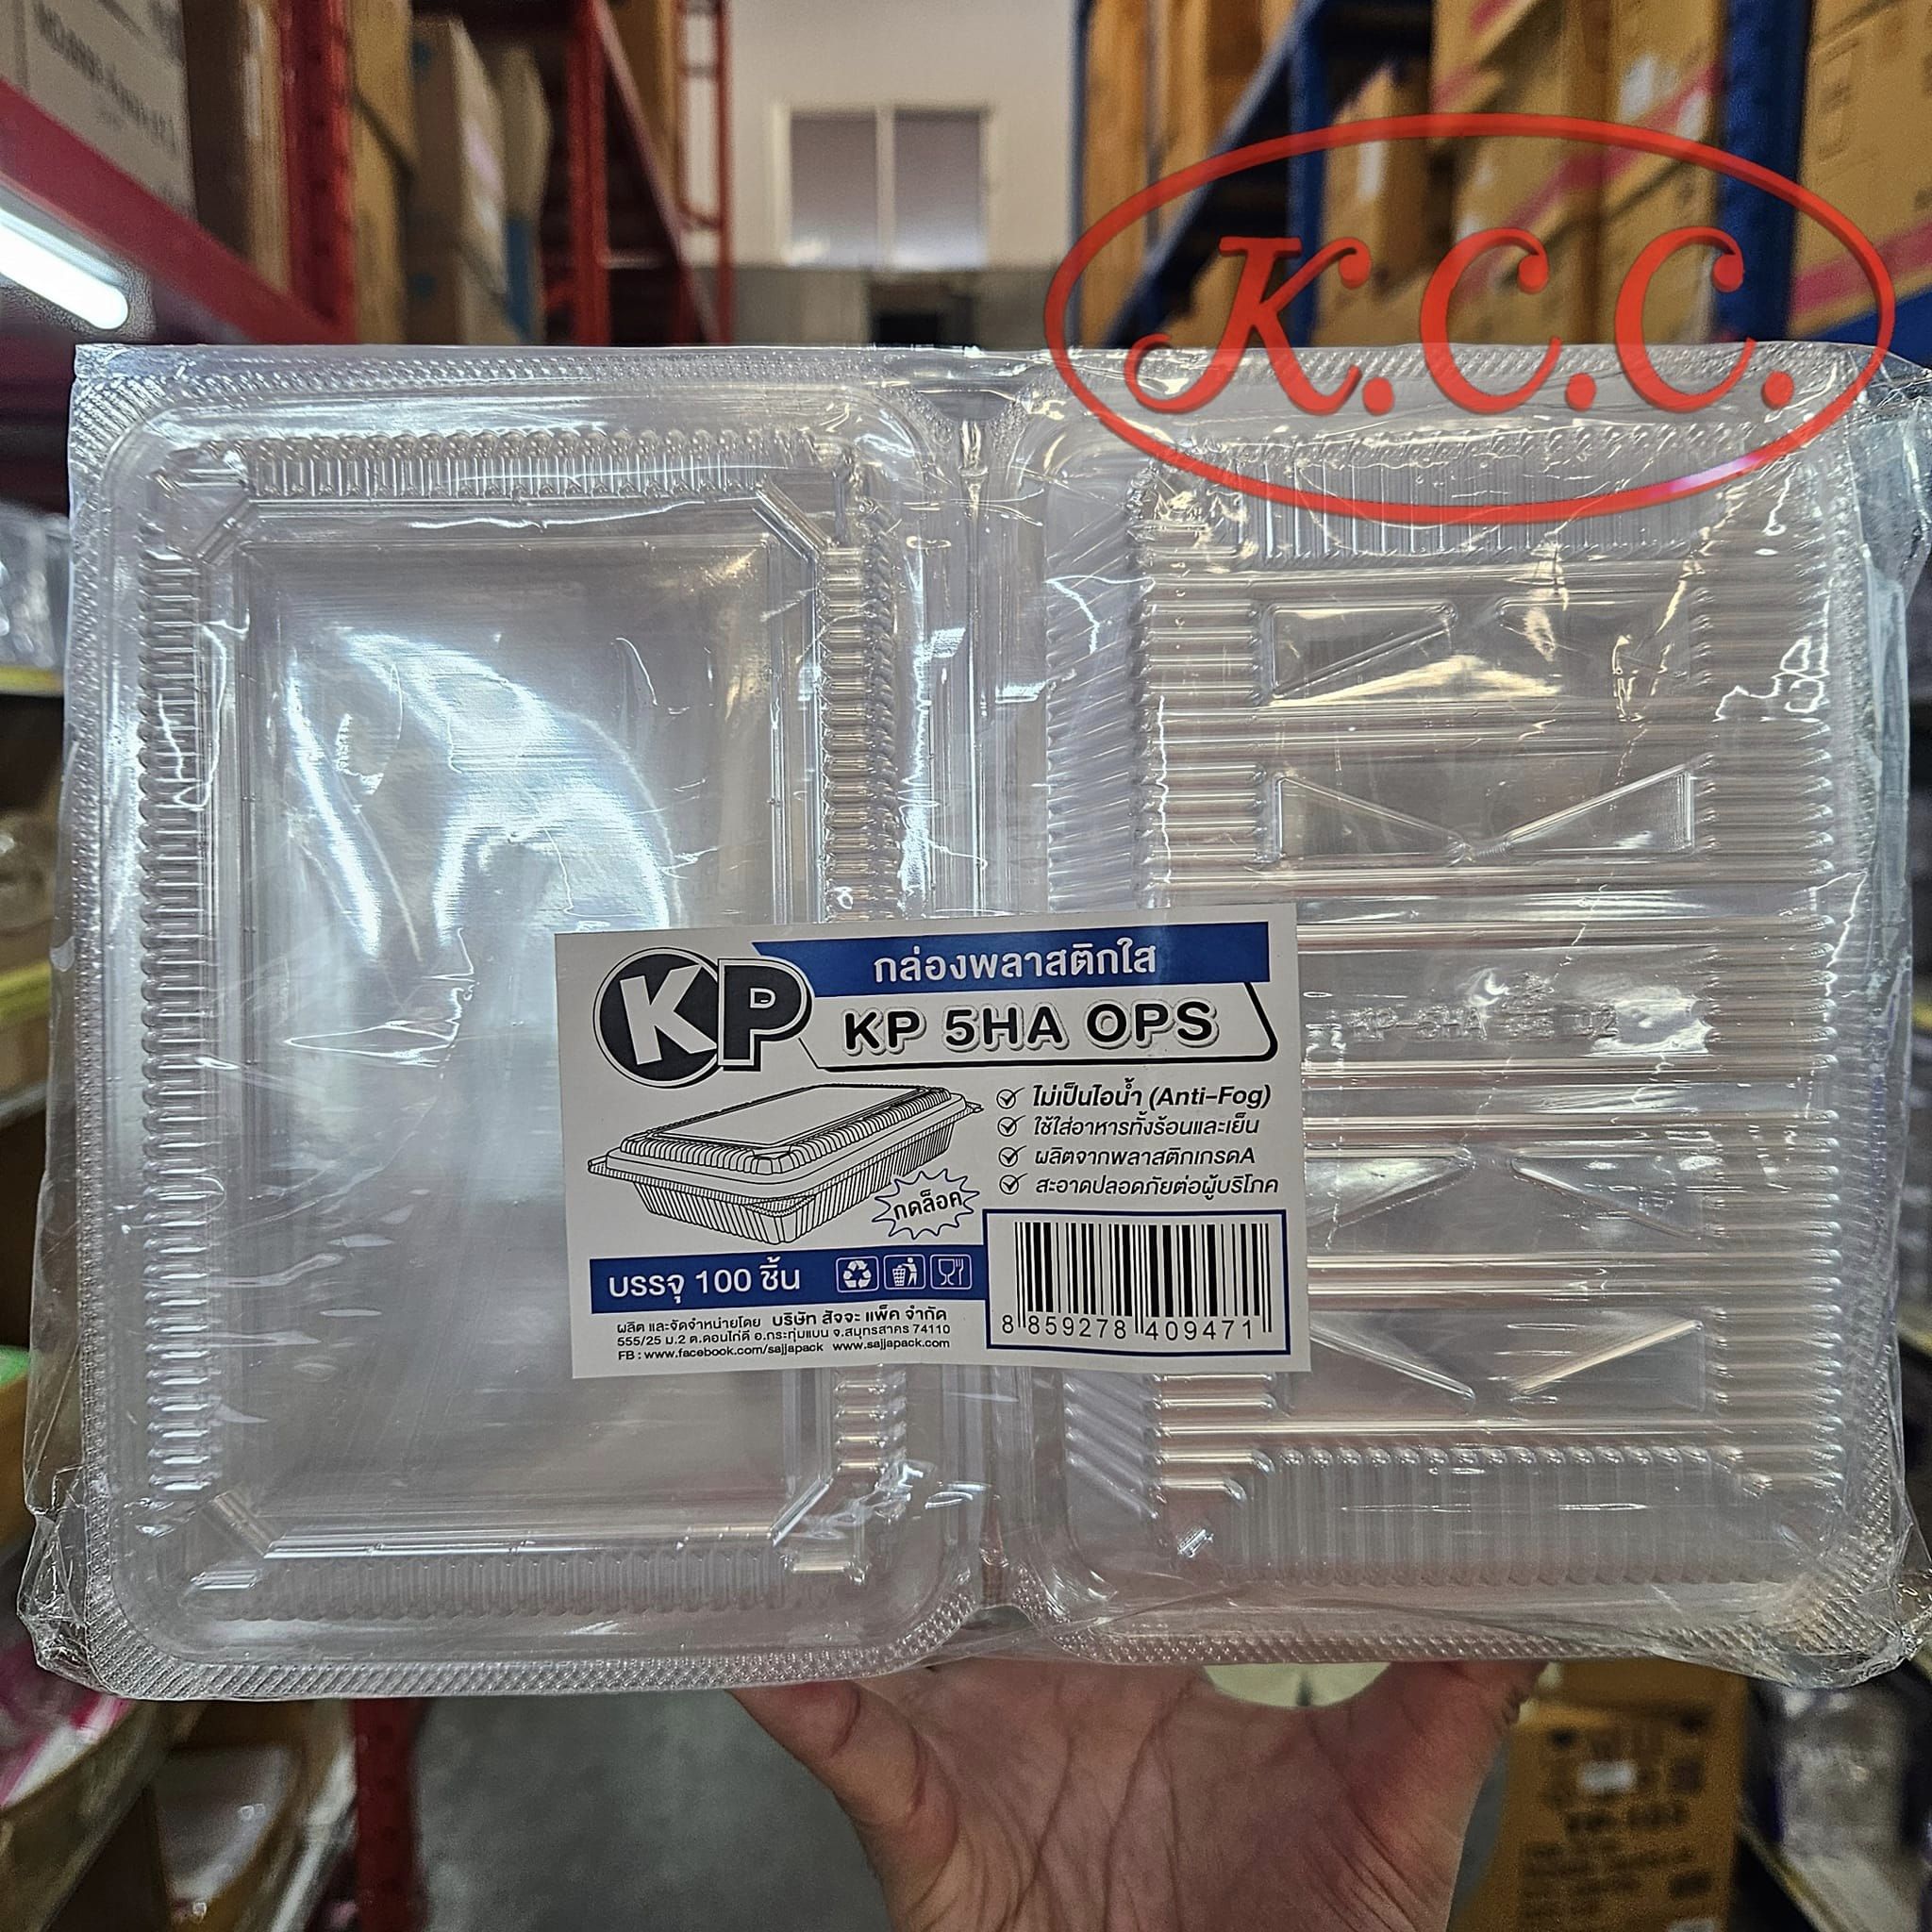 K.C.C.
KP
กล่องพลาสติกใส
KP 5HA OPS
ไม่เป็นไอน้ำ (Anti-Fog)
ใช้ใส่อาหารทั้งร้อนและเย็น
ผลิตจากพลาสติกเกรดA
สะอาดปลอดภัยต่อผู้บริโภค
กดล็อค
บรรจุ 100 ชิ้น
ผลิต และจัดจำหน่ายโดย บริษัท สัจจะ แพ็ค จำกัด
555/25 ม.2 ต.ดอนไก่ดี อ.กระทุ่มแบน จ.สมุทรสาคร 74110
FB : www.facebook.com/sajjapack www.sajjapack.com
8 859278 409471
KP-5HA